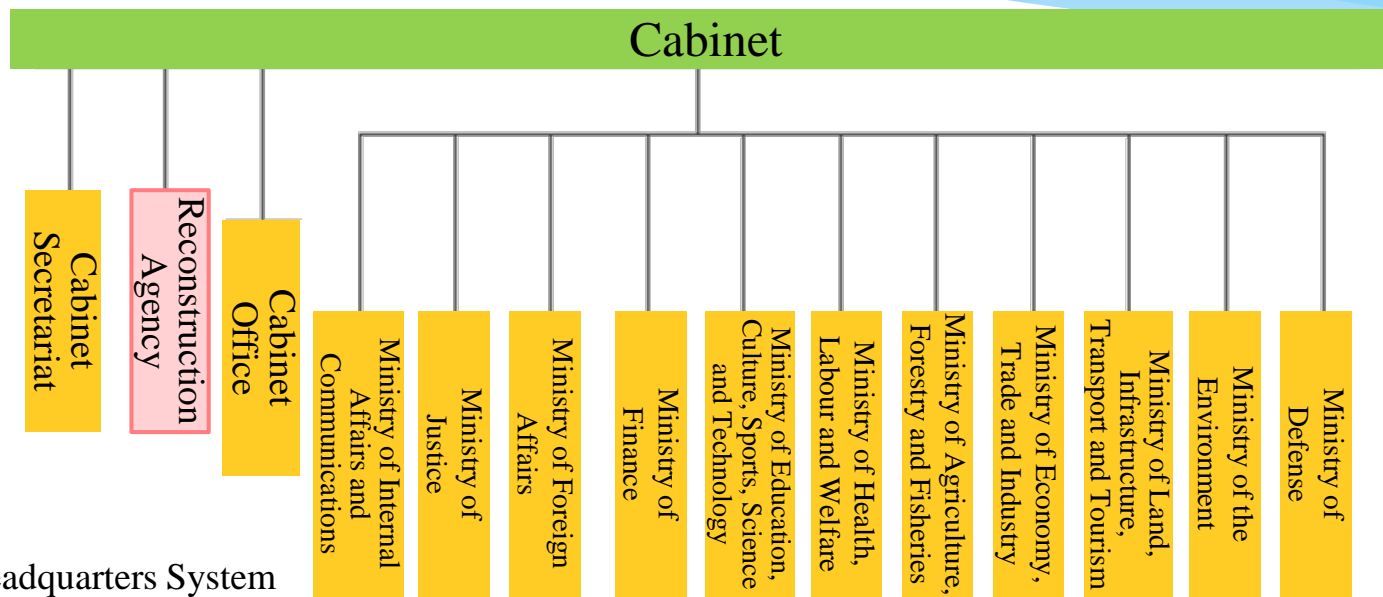 Cabinet
Cabinet
Secretariat
Reconstruction
Agency
Cabinet
Office
Ministry of Internal
Affairs and
Communications
Ministry of
Justice
Ministry of Foreign
Affairs
Ministry of
Finance
Ministry of Education,
Culture, Sports, Science
and Technology
Ministry of Health,
Labour and Welfare
Ministry of Agriculture,
Forestry and Fisheries
Ministry of Economy,
Trade and Industry
Ministry of Land,
Infrastructure,
Transport and Tourism
Ministry of the
Environment
Ministry of
Defense
eadquarters System